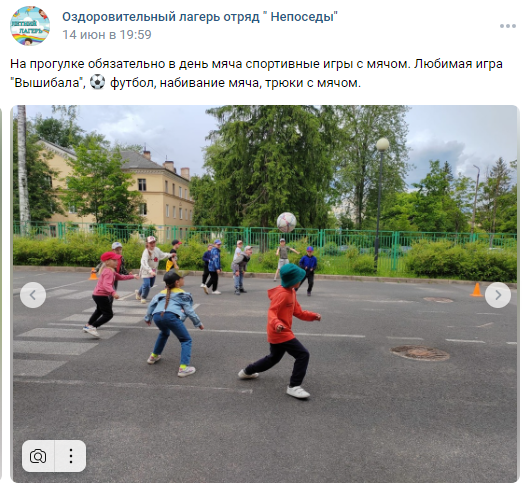 Оздоровительный лагерь отряд " Непоседы"
14 июн в 19:59
На прогулке обязательно в день мяча спортивные игры с мячом. Любимая игра
"Вышибала", ⚽ футбол, набивание мяча, трюки с мячом.